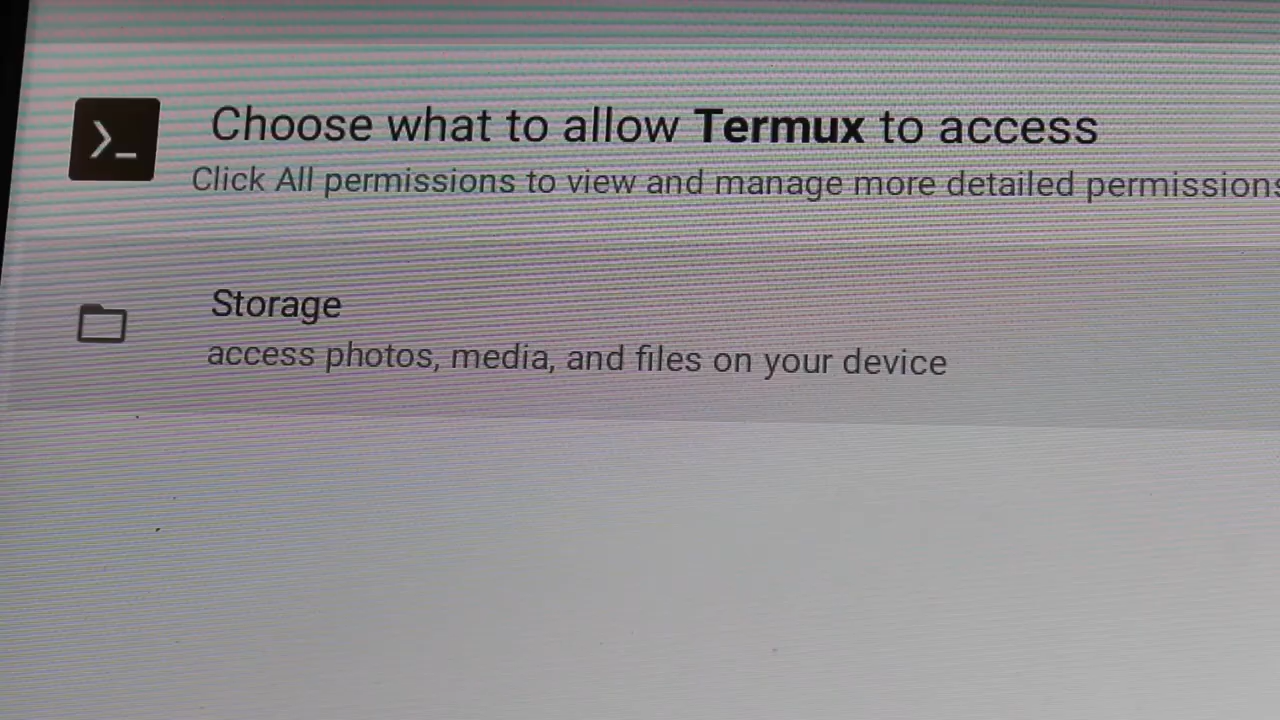 Choose what to allow Termux to access
Click All permissions to view and manage more detailed permissions
Storage
access photos, media, and files on your device